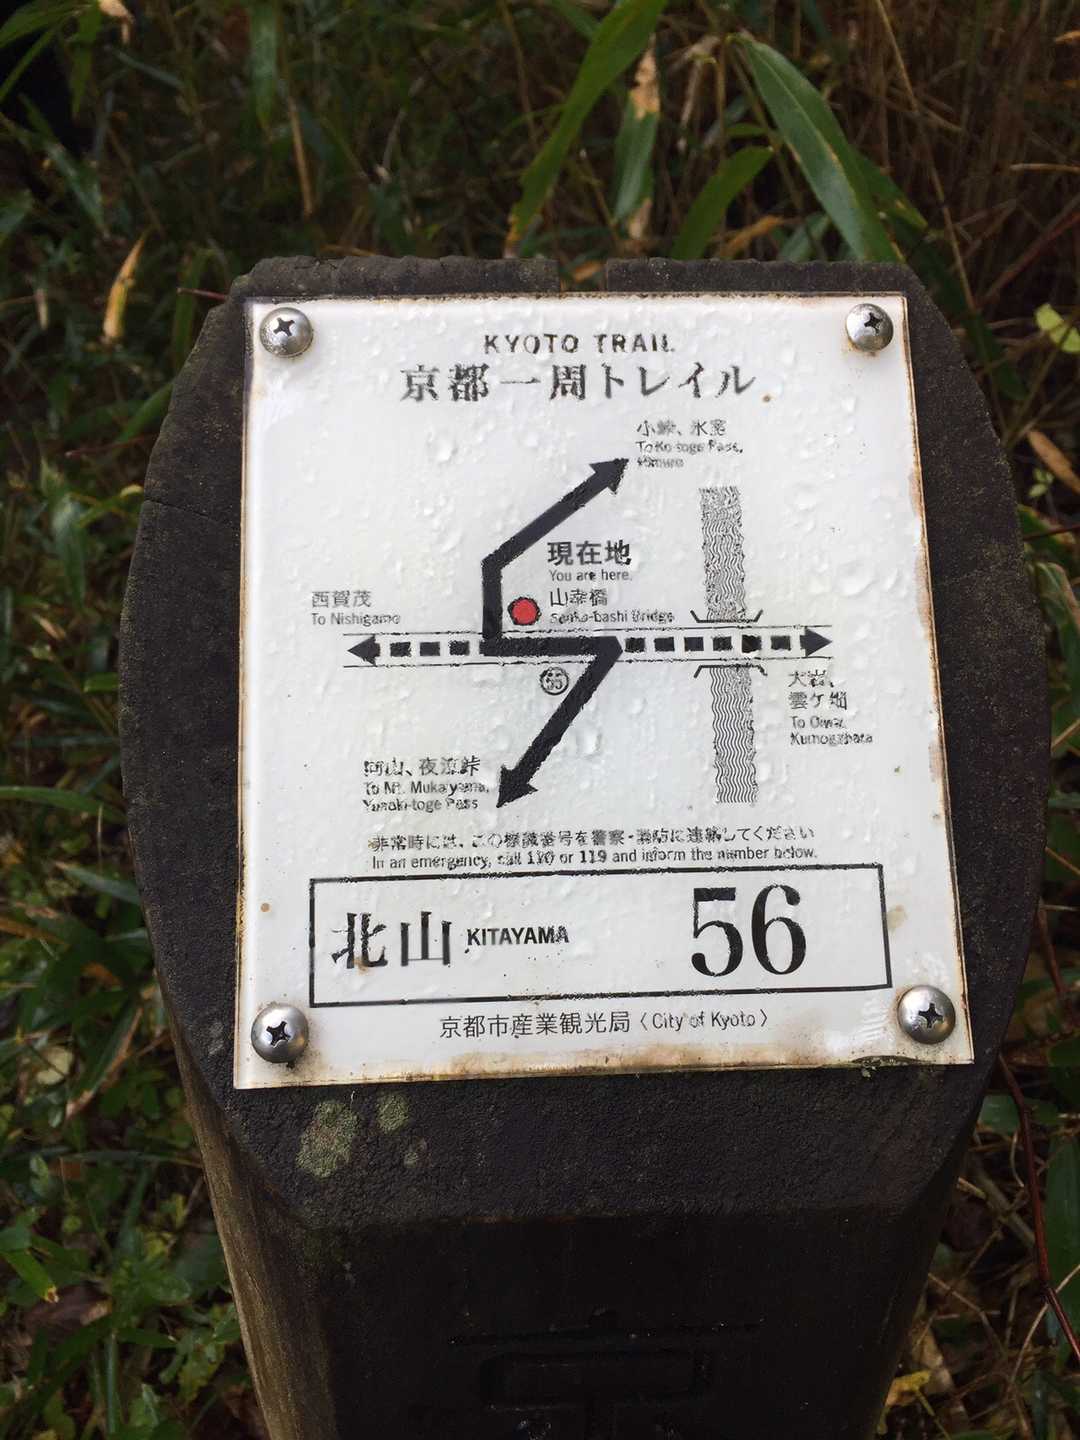 KYOTO TRAIL
京都一周トレイル
小峠、氷室
To Ko-toge Pass,
Himuro
現在地
You are here.
山幸橋
Sanko-bashi Bridge
西賀茂
To Nishigamo
55
大岩、
雲ケ畑
To Oiwa,
Kumogahata
向山、夜泣峠
To Mt. Mukaiyama,
Yonaki-toge Pass
非常時には、この標識番号を警察・消防に連絡してください
In an emergency, call 110 or 119 and inform the number below.
北山 KITAYAMA 56
京都市産業観光局〈City of Kyoto〉